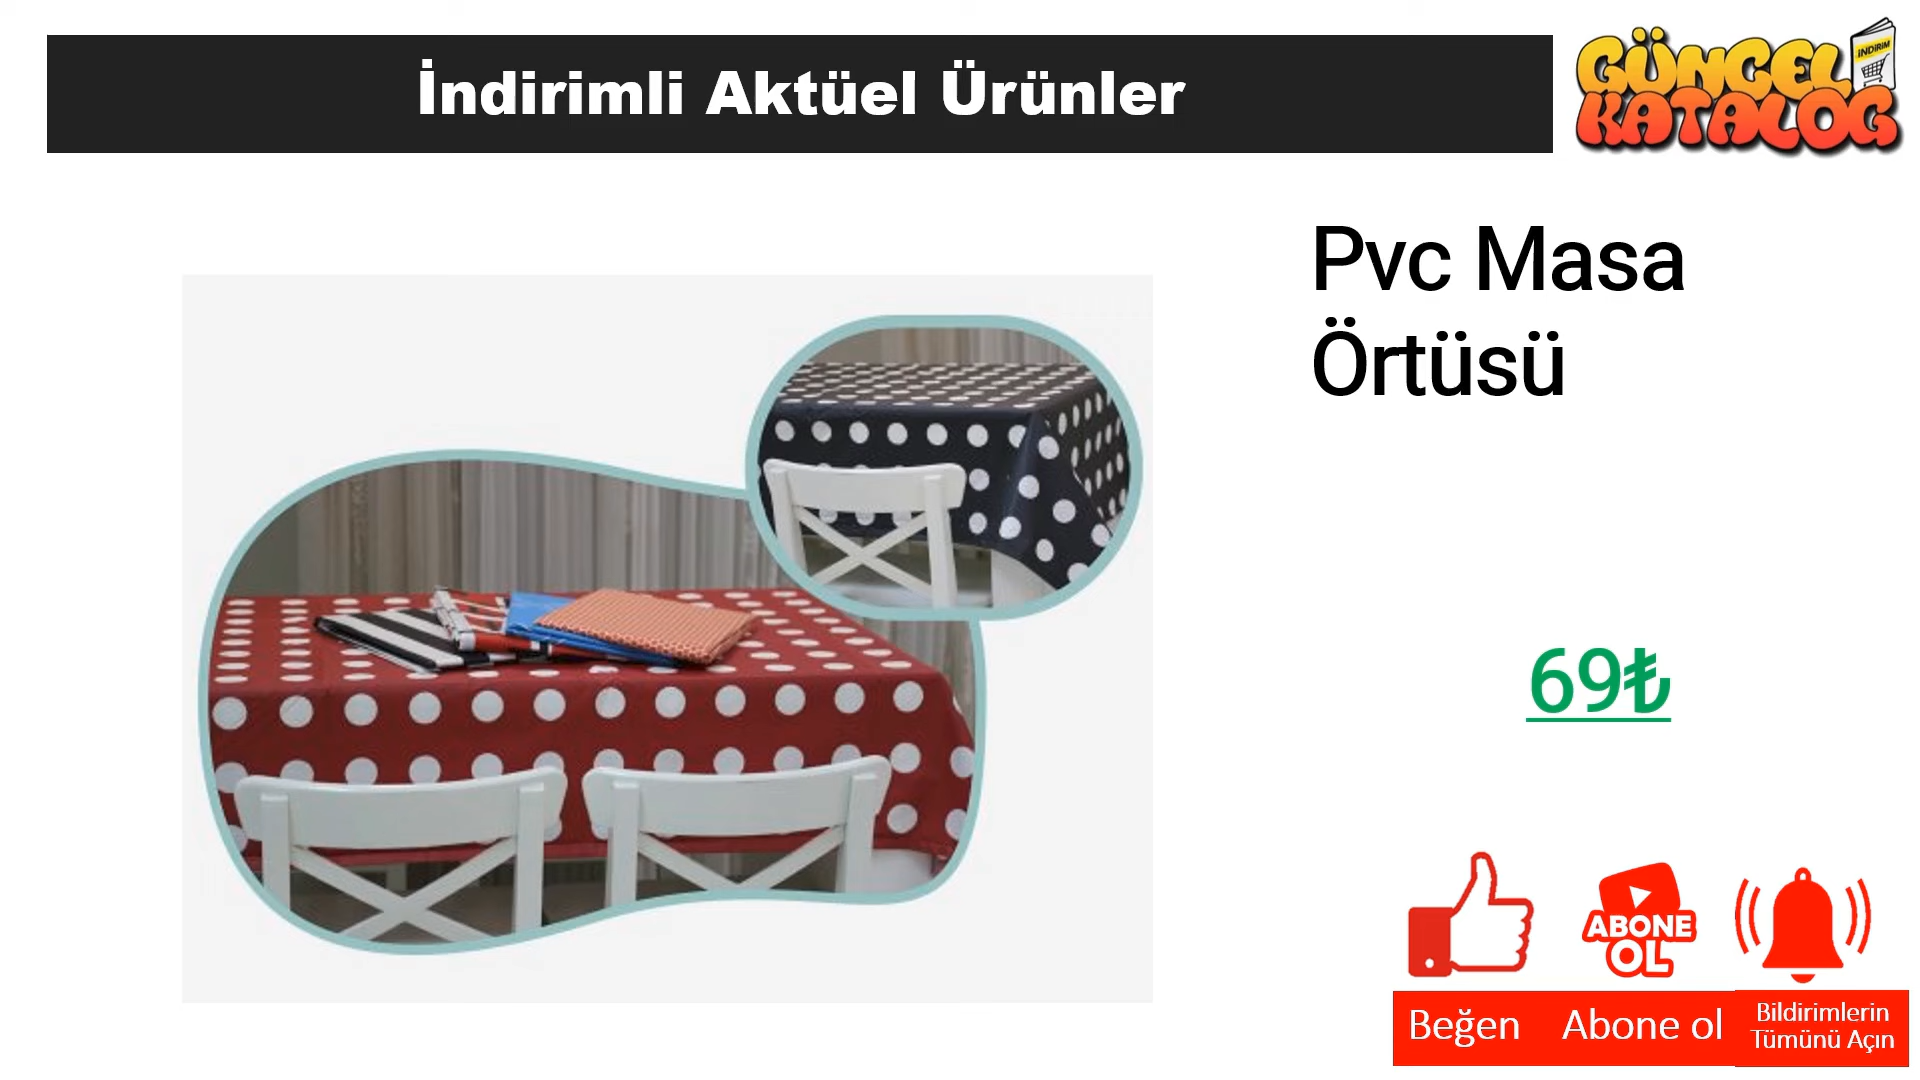 İndirimli Aktüel Ürünler
GÜNCEL
KATALOG
İNDİRİM
Pvc Masa
Örtüsü
69₺
ABONE
OL
Beğen
Abone ol
Bildirimlerin
Tümünü Açın